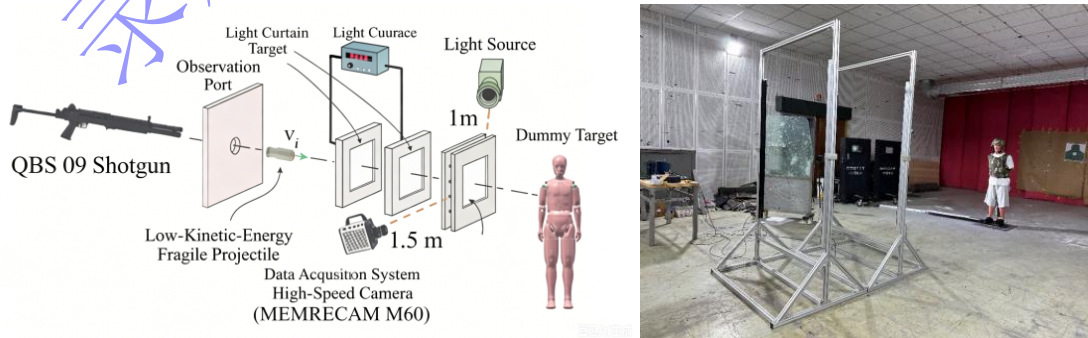 Light Curtain
Target
Light Cuurace
Light Source
Observation
Port
1m
Dummy Target
V i
QBS 09 Shotgun
1.5 m
Low-Kinetic-Energy
Fragile Projectile
Data Acqusition System
High-Speed Camera
(MEMRECAM M60)